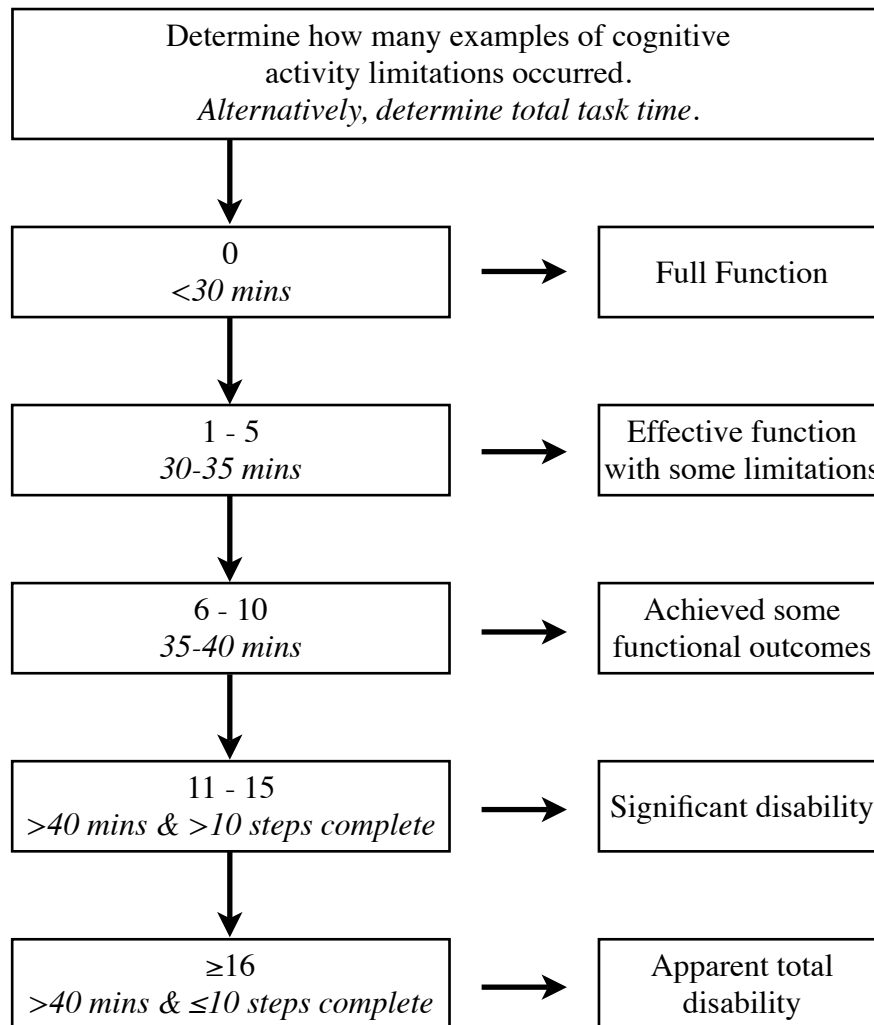 Determine how many examples of cognitive
activity limitations occurred.
Alternatively, determine total task time.
0
<30 mins
Full Function
1 - 5
30-35 mins
Effective function
with some limitations
6 - 10
35-40 mins
Achieved some
functional outcomes
11 - 15
>40 mins & >10 steps complete
Significant disability
≥16
>40 mins & ≤10 steps complete
Apparent total
disability